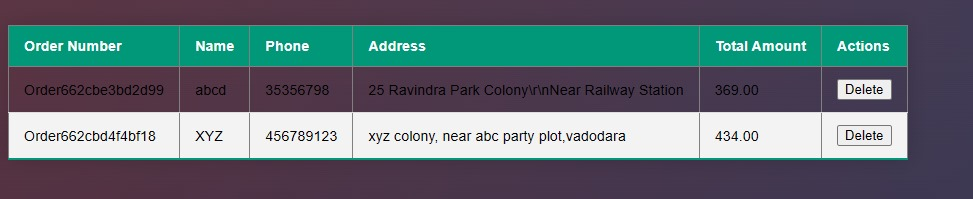 Order Number Name Phone Address Total Amount Actions
Order662cbe3bd2d99 abcd 35356798 25 Ravindra Park Colony\r\nNear Railway Station 369.00 Delete
Order662cbd4f4bf18 XYZ 456789123 xyz colony, near abc party plot,vadodara 434.00 Delete